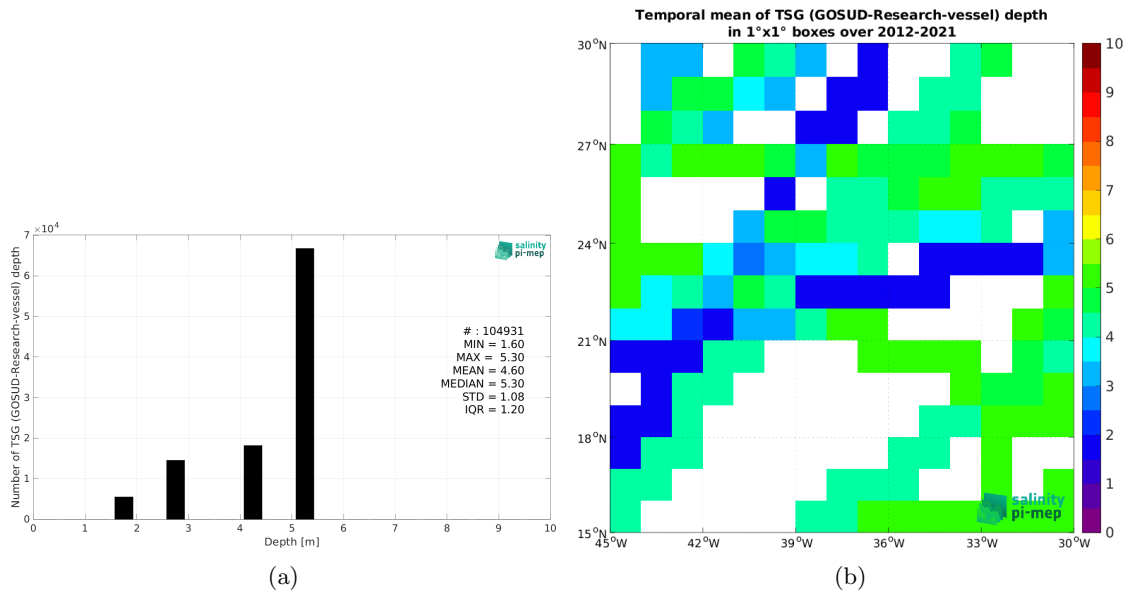 7 ×10⁴
6
5
4
3
2
1
0
Number of TSG (GOSUD-Research-vessel) depth
salinity
pi-mep
# : 104931
MIN = 1.60
MAX = 5.30
MEAN = 4.60
MEDIAN = 5.30
STD = 1.08
IQR = 1.20
0 1 2 3 4 5 6 7 8 9 10
Depth [m]
(a)
Temporal mean of TSG (GOSUD-Research-vessel) depth
in 1°x1° boxes over 2012-2021
30°N
27°N
24°N
21°N
18°N
15°N
45°W 42°W 39°W 36°W 33°W 30°W
salinity
pi-mep
10
9
8
7
6
5
4
3
2
1
0
(b)